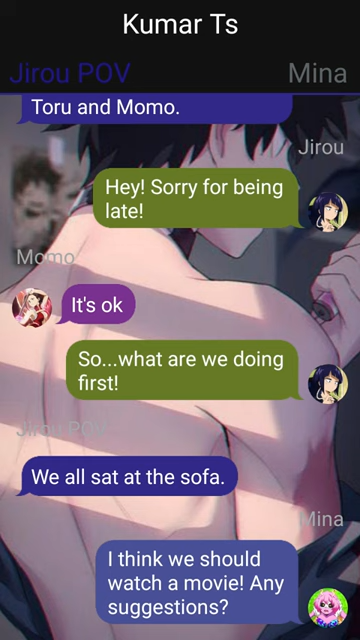 Kumar Ts
Jirou POV
Mina
Toru and Momo.
Jirou
Hey! Sorry for being
late!
Momo
It's ok
So...what are we doing
first!
Jirou POV
We all sat at the sofa.
Mina
I think we should
watch a movie! Any
suggestions?